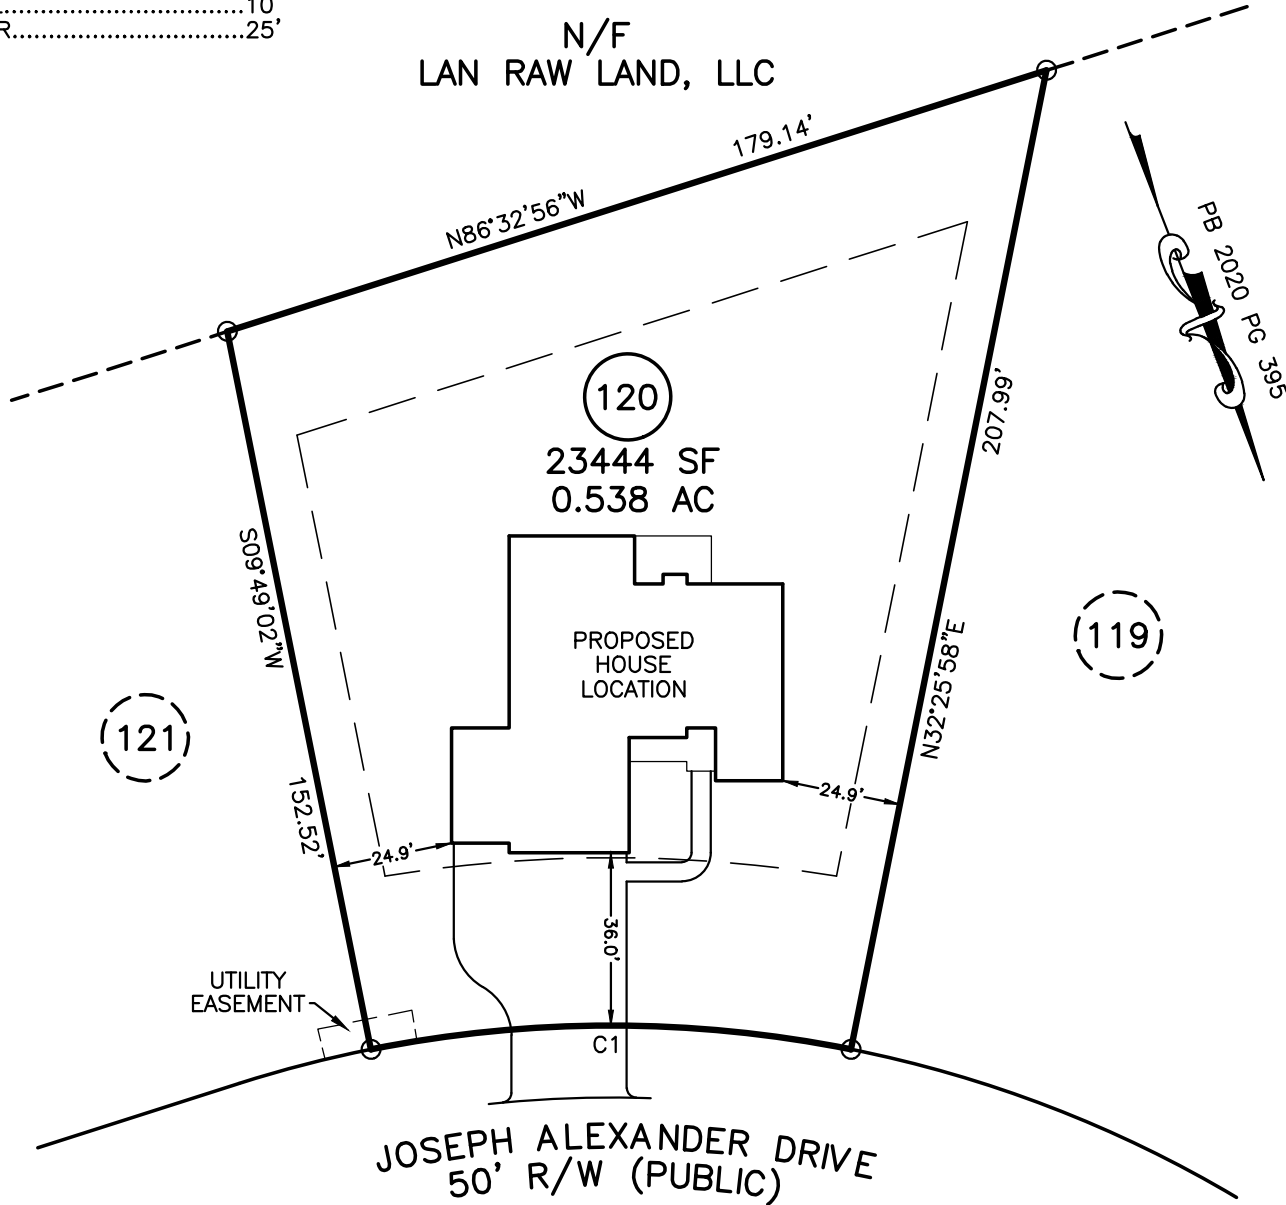 ..............................10
R..............................25'
N/F
LAN RAW LAND, LLC
179.14'
N86°32'56"W
PB 2020 PG 395
120
23444 SF
0.538 AC
207.99'
S09°49'02"W
PROPOSED
HOUSE
LOCATION
N32°25'58"E
119
121
152.52'
24.9'
24.9'
36.0'
UTILITY
EASEMENT
C1
JOSEPH ALEXANDER DRIVE
50' R/W (PUBLIC)